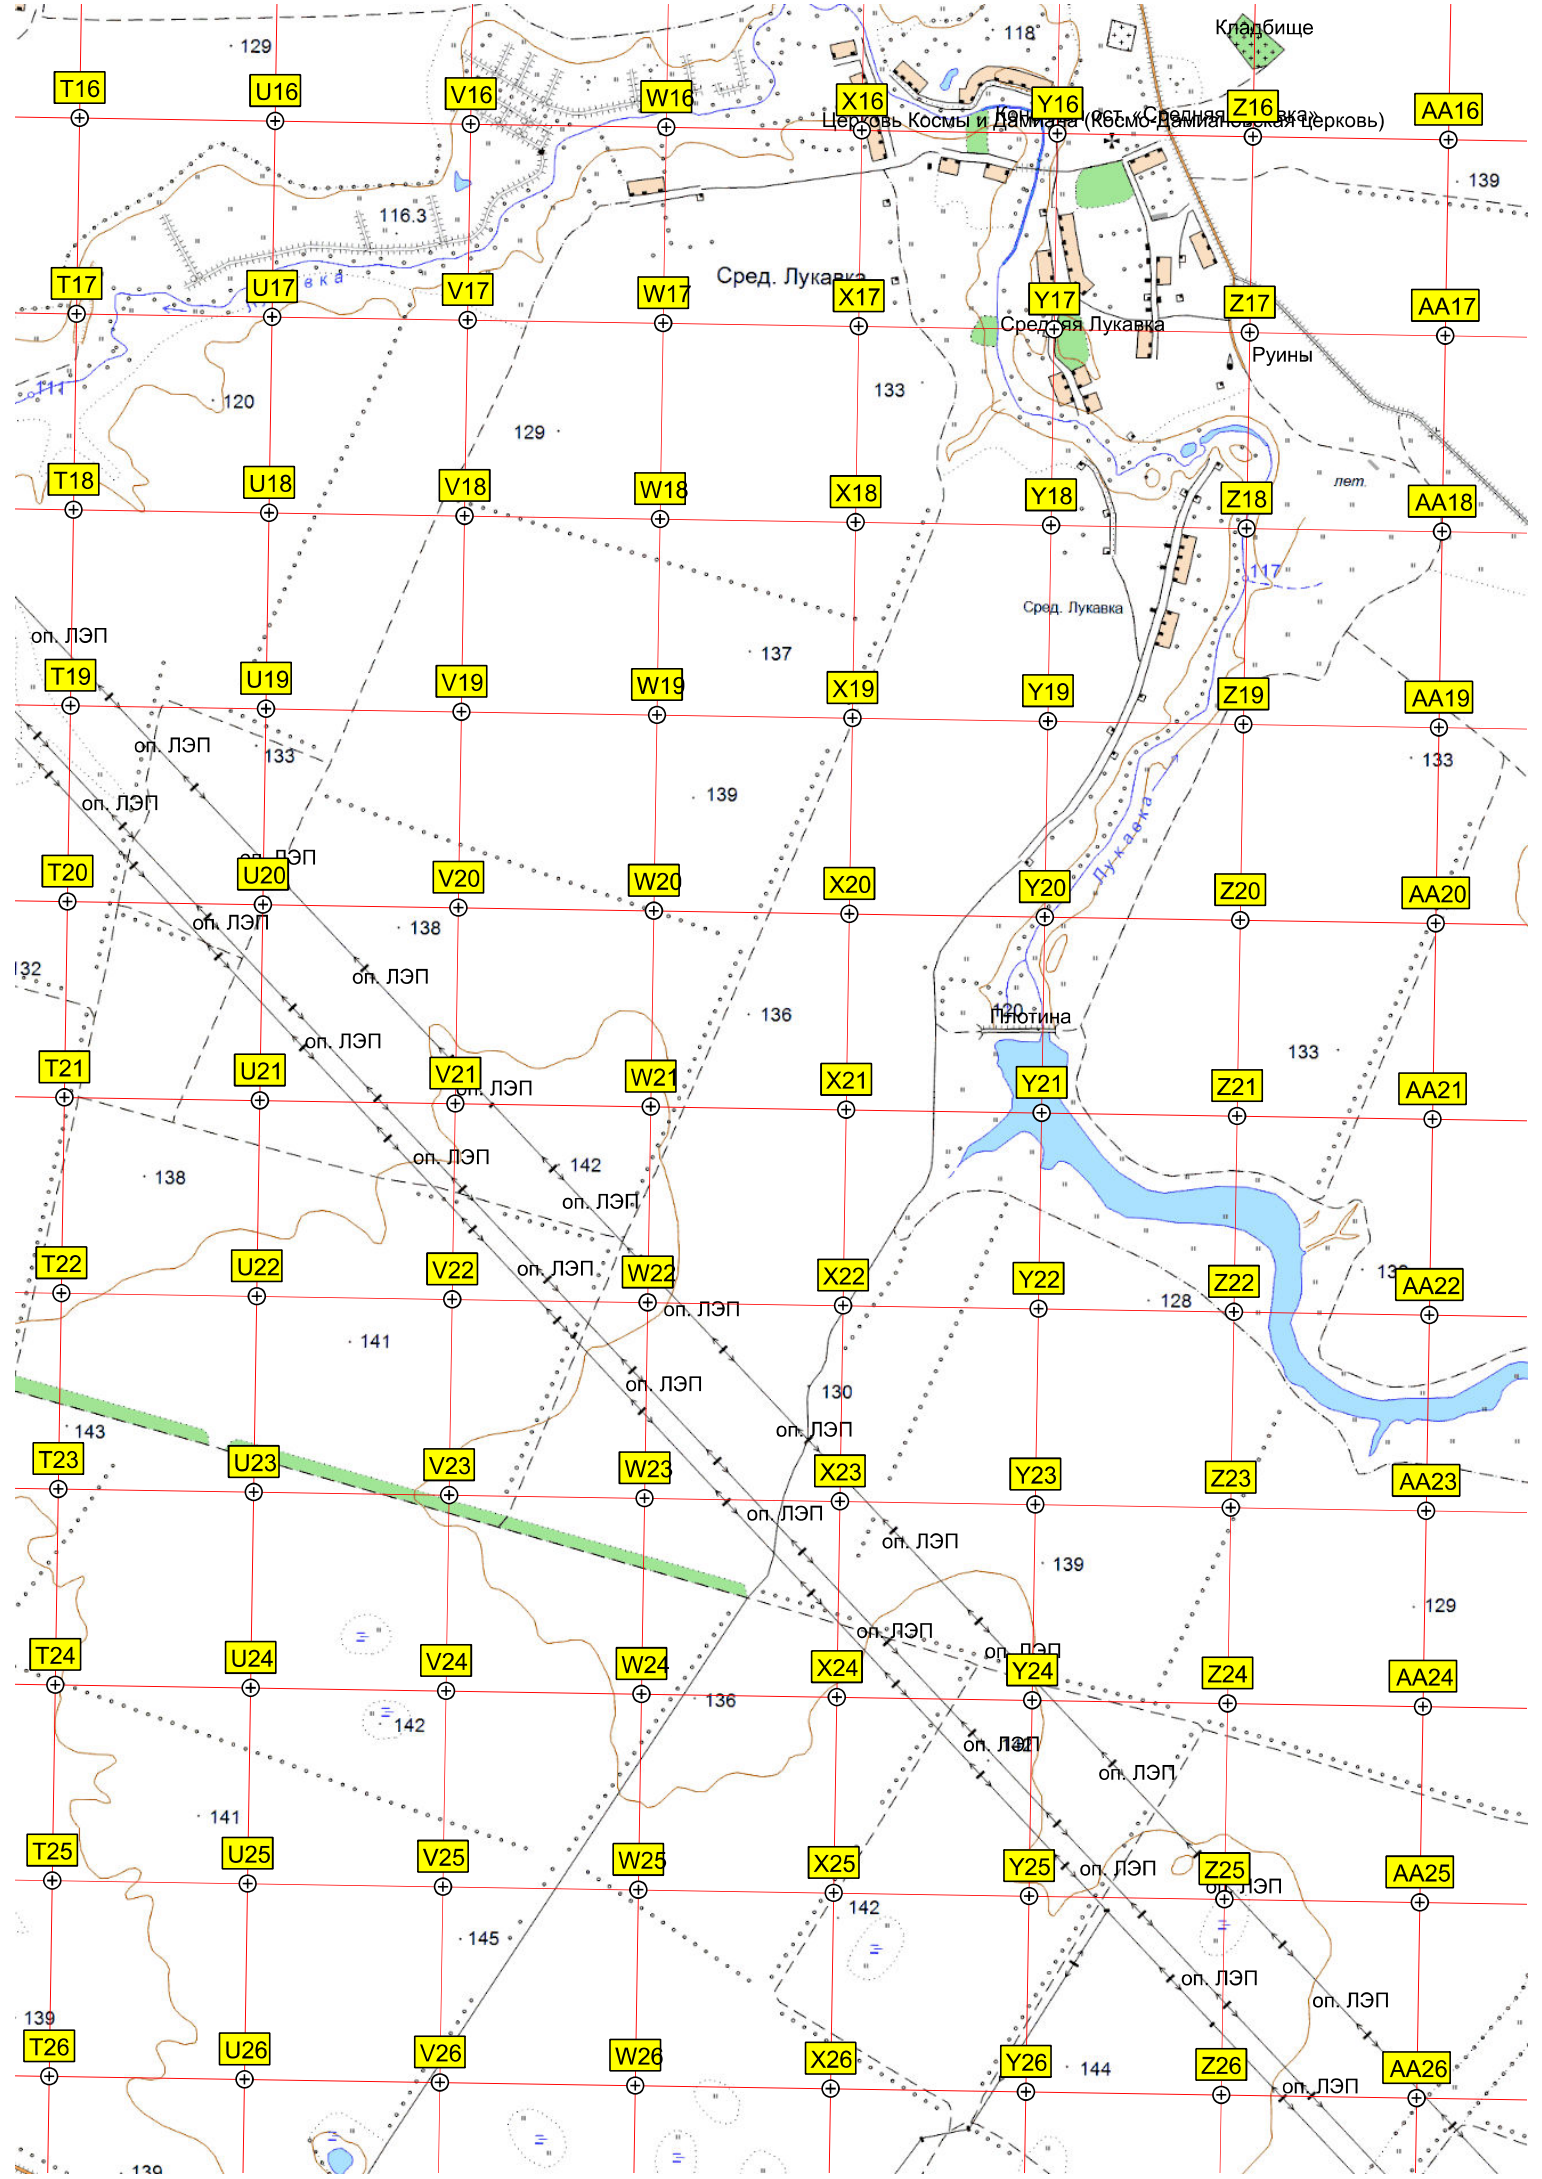 Кладбище
129
118
T16
U16
V16
W16
X16
Y16
Z16
AA16
Церковь Космы и Дамиана (Космо-Дамиановская церковь)
139
116.3
Сред. Лукавка
T17
U17
V17
W17
X17
Y17
Z17
AA17
Средняя Лукавка
Руины
111
120
133
129
T18
U18
V18
W18
X18
Y18
Z18
AA18
лет.
117
Сред. Лукавка
оп. ЛЭП
137
T19
U19
V19
W19
X19
Y19
Z19
AA19
оп. ЛЭП
133
133
оп. ЛЭП
139
Лукавка
оп. ЛЭП
T20
U20
V20
W20
X20
Y20
Z20
AA20
оп. ЛЭП
138
132
оп. ЛЭП
120
136
Плотина
оп. ЛЭП
133
T21
U21
V21
W21
X21
Y21
Z21
AA21
оп. ЛЭП
оп. ЛЭП
142
138
оп. ЛЭП
T22
U22
V22
W22
X22
Y22
Z22
AA22
оп. ЛЭП
128
оп. ЛЭП
141
оп. ЛЭП
130
143
оп. ЛЭП
T23
U23
V23
W23
X23
Y23
Z23
AA23
оп. ЛЭП
оп. ЛЭП
139
129
оп. ЛЭП
оп. ЛЭП
T24
U24
V24
W24
X24
Y24
Z24
AA24
136
142
оп. ЛЭП
оп. ЛЭП
141
T25
U25
V25
W25
X25
Y25
Z25
AA25
оп. ЛЭП
оп. ЛЭП
142
145
оп. ЛЭП
оп. ЛЭП
139
T26
U26
V26
W26
X26
Y26
Z26
AA26
144
оп. ЛЭП
139